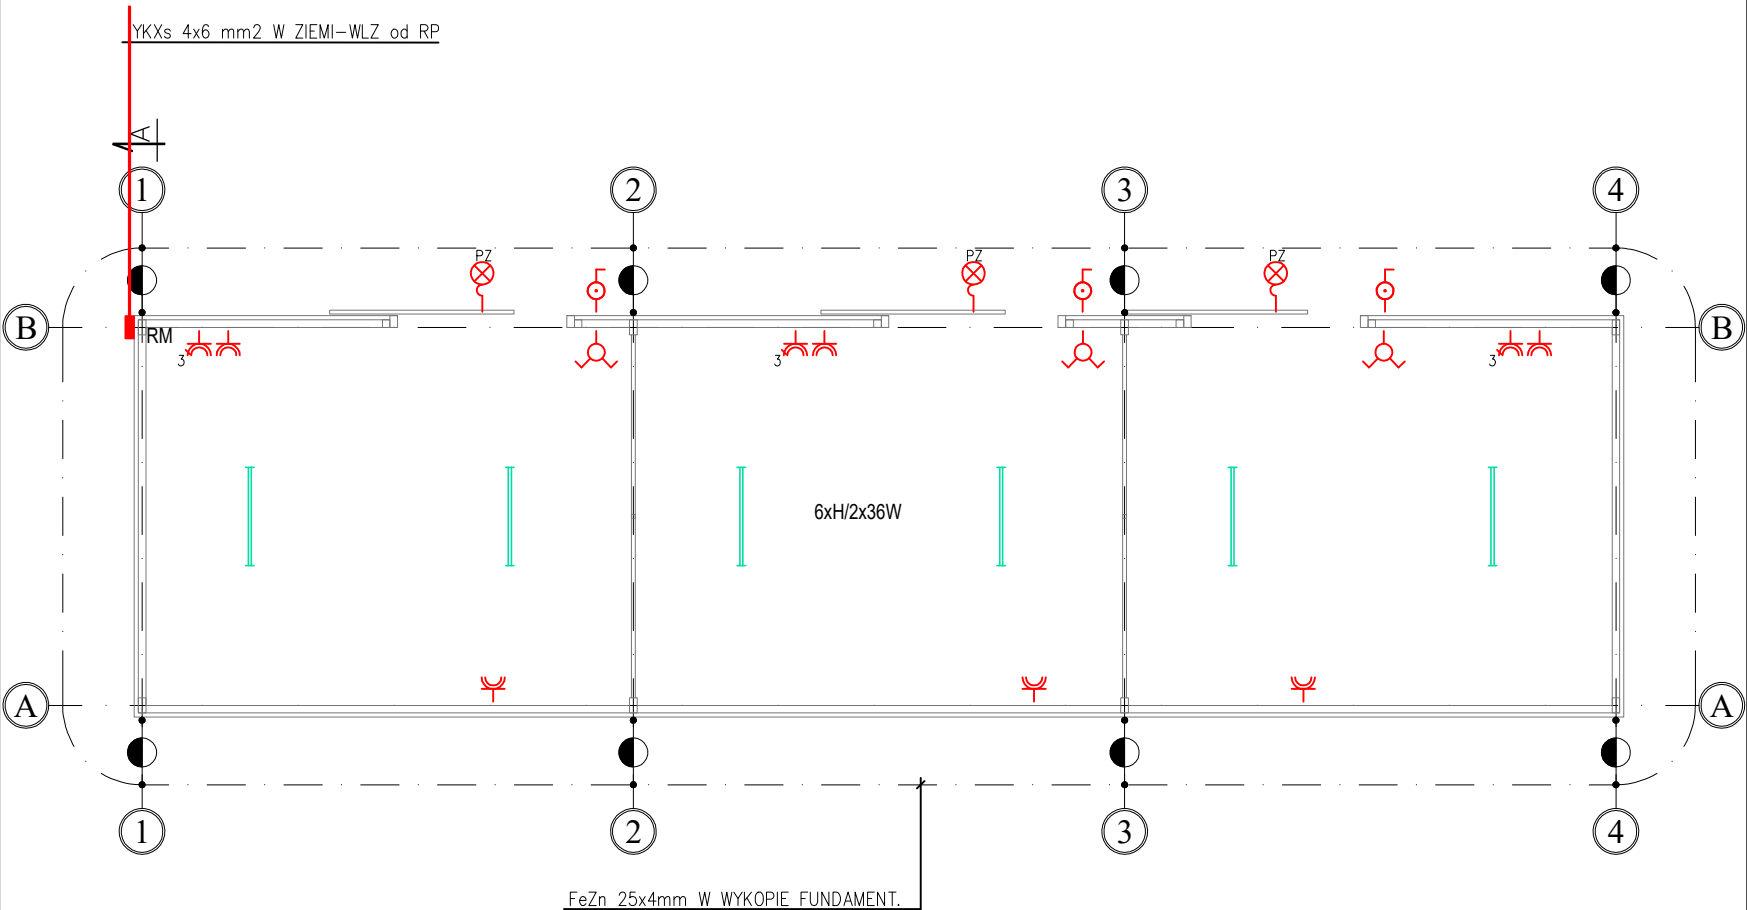 YKXs 4x6 mm2 W ZIEMI-WLZ od RP
A
1 2 3 4
PZ PZ PZ
B B
RM
3 3 3
6xH/2x36W
A A
1 2 3 4
FeZn 25x4mm W WYKOPIE FUNDAMENT.